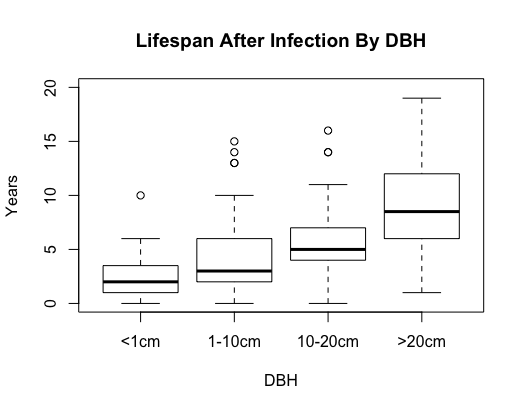 Lifespan After Infection By DBH
Years
20
15
10
5
0
<1cm 1-10cm 10-20cm >20cm
DBH